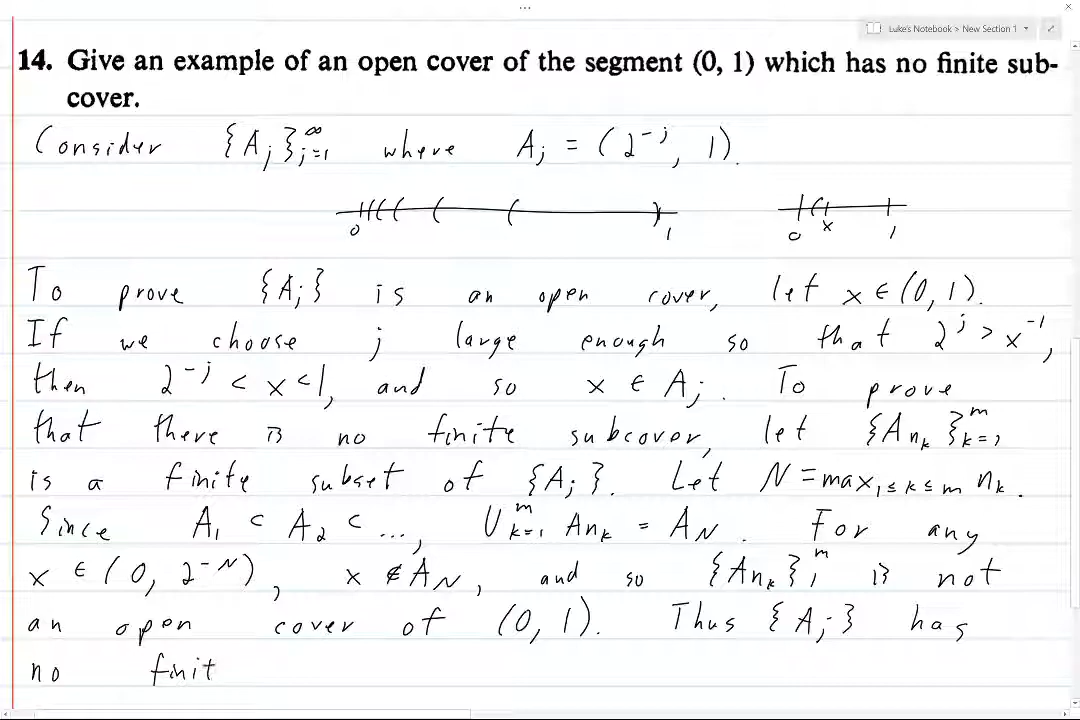 Luke's Notebook > New Section 1
14. Give an example of an open cover of the segment (0, 1) which has no finite sub-
cover.
Consider {A_j}_{j=1}^∞ where A_j = (2^{-j}, 1).
0 1 0 x 1
To prove {A_j} is an open cover, let x ∈ (0, 1).
If we choose j large enough so that 2^j > x^{-1},
then 2^{-j} < x < 1, and so x ∈ A_j. To prove
that there is no finite subcover, let {A_{n_k}}_{k=1}^m
is a finite subset of {A_j}. Let N = max_{1≤k≤m} n_k.
Since A_1 ⊂ A_2 ⊂ ..., ∪_{k=1}^m A_{n_k} = A_N. For any
x ∈ (0, 2^{-N}), x ∉ A_N, and so {A_{n_k}}_1^m is not
an open cover of (0, 1). Thus {A_j} has
no finit